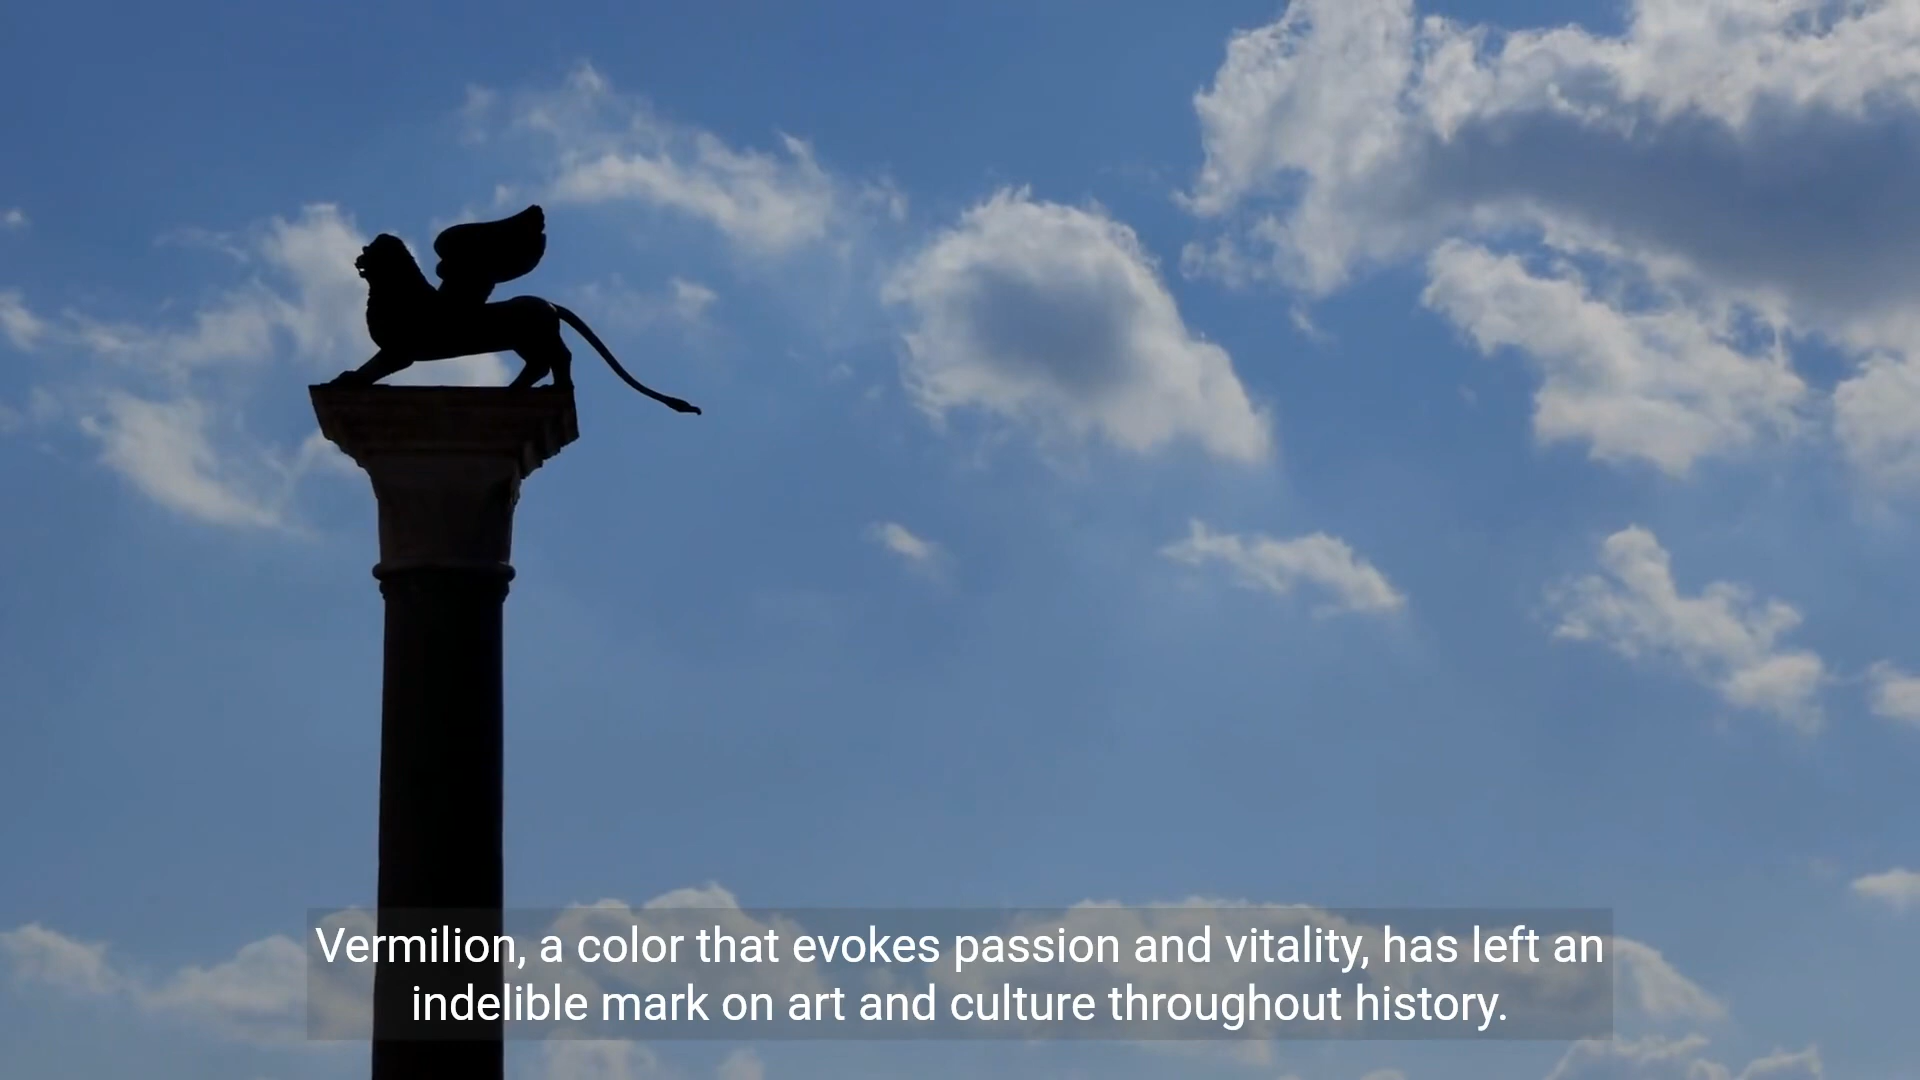 Vermilion, a color that evokes passion and vitality, has left an
indelible mark on art and culture throughout history.